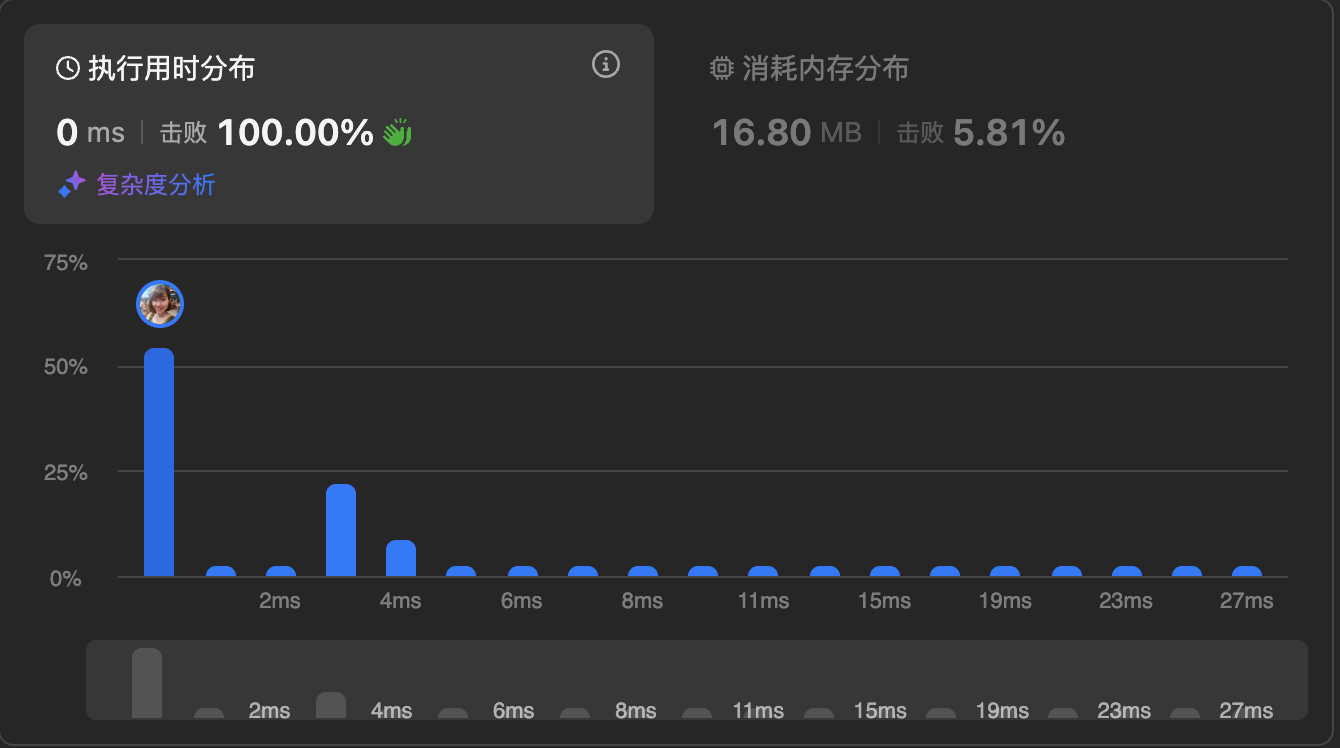 执行用时分布
0 ms | 击败 100.00%
复杂度分析
消耗内存分布
16.80 MB | 击败 5.81%
75%
50%
25%
0%
2ms 4ms 6ms 8ms 11ms 15ms 19ms 23ms 27ms
2ms 4ms 6ms 8ms 11ms 15ms 19ms 23ms 27ms